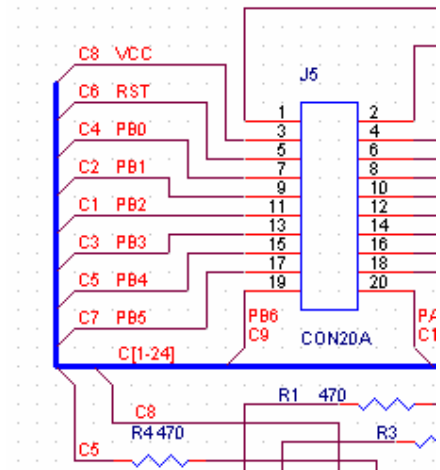 C8 VCC
J5
C6 RST
1 2
3 4
C4 PB0
5 6
7 8
C2 PB1
9 10
C1 PB2
11 12
13 14
C3 PB3
15 16
C5 PB4
17 18
19 20
C7 PB5
PB6
C9
CON20A
PA
C1
C[1-24]
R1 470
C8
R4 470
R3
C5